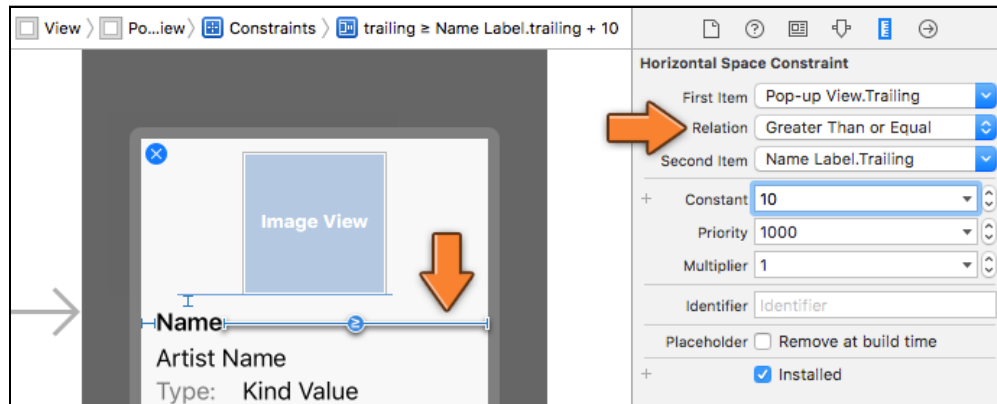 View > Po...iew > Constraints > trailing ≥ Name Label.trailing + 10
Horizontal Space Constraint
First Item Pop-up View.Trailing
Relation Greater Than or Equal
Second Item Name Label.Trailing
+ Constant 10
Priority 1000
Multiplier 1
Identifier Identifier
Placeholder Remove at build time
+ Installed
Image View
Name ≥
Artist Name
Type: Kind Value